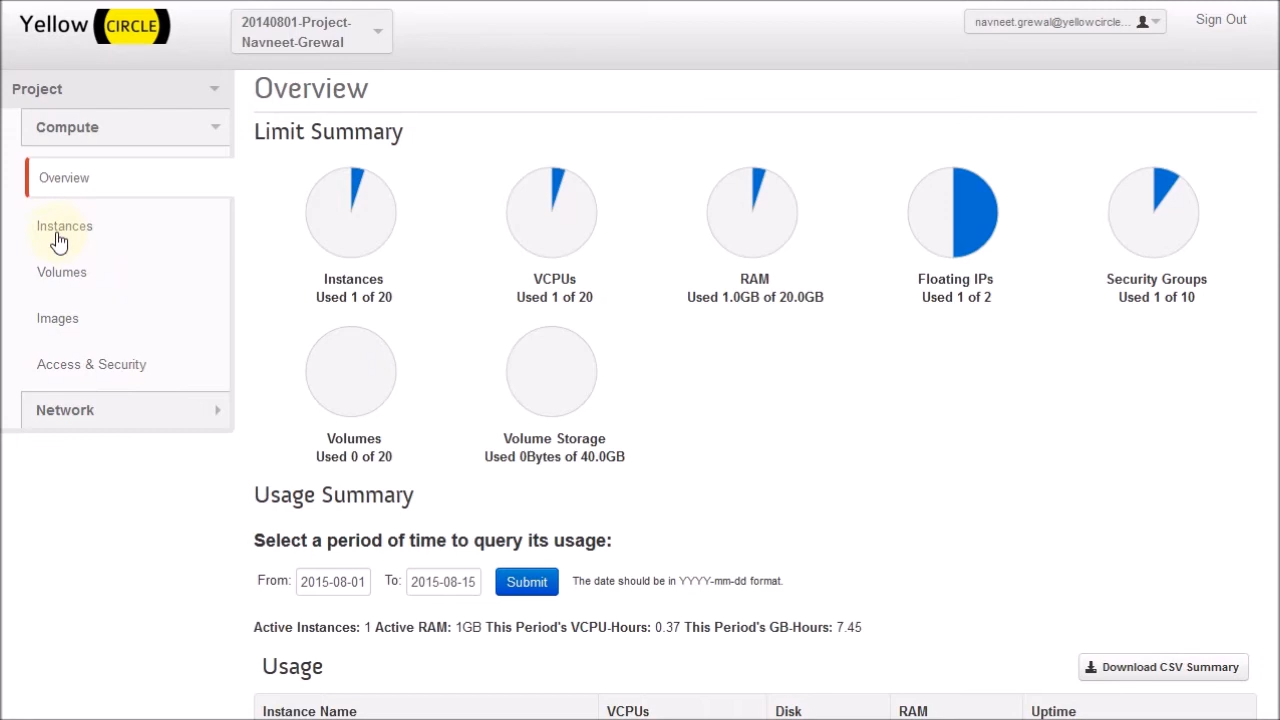 Yellow CIRCLE
20140801-Project-
Navneet-Grewal
navneet.grewal@yellowcircle...
Sign Out
Project
Compute
Overview
Instances
Volumes
Images
Access & Security
Network
Overview
Limit Summary
Instances
Used 1 of 20
VCPUs
Used 1 of 20
RAM
Used 1.0GB of 20.0GB
Floating IPs
Used 1 of 2
Security Groups
Used 1 of 10
Volumes
Used 0 of 20
Volume Storage
Used 0Bytes of 40.0GB
Usage Summary
Select a period of time to query its usage:
From: 2015-08-01 To: 2015-08-15 Submit The date should be in YYYY-mm-dd format.
Active Instances: 1 Active RAM: 1GB This Period's VCPU-Hours: 0.37 This Period's GB-Hours: 7.45
Usage
Download CSV Summary
Instance Name VCPUs Disk RAM Uptime